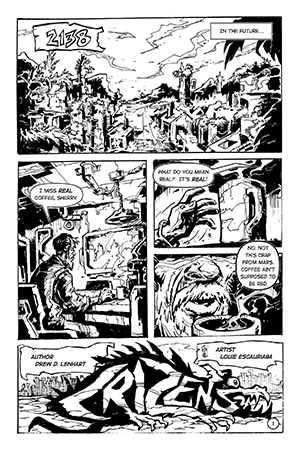 2138
IN THE FUTURE...
I MISS REAL
COFFEE, SHERRY.
WHAT DO YOU MEAN
REAL? IT'S REAL!
NO. NOT
THIS CRAP
FROM MARS.
COFFEE AIN'T
SUPPOSED TO
BE RED.
AUTHOR
DREW D. LENHART
ARTIST
LOUIE ESCAURIAGA
1